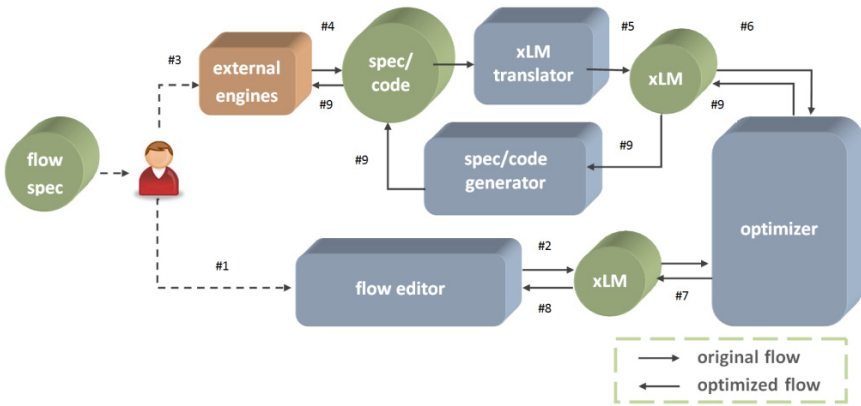 #4
#5
#6
#3
external
engines
spec/
code
xLM
translator
xLM
#9
#9
flow
spec
#9
spec/code
generator
#9
optimizer
#1
#2
flow editor
xLM
#7
#8
original flow
optimized flow